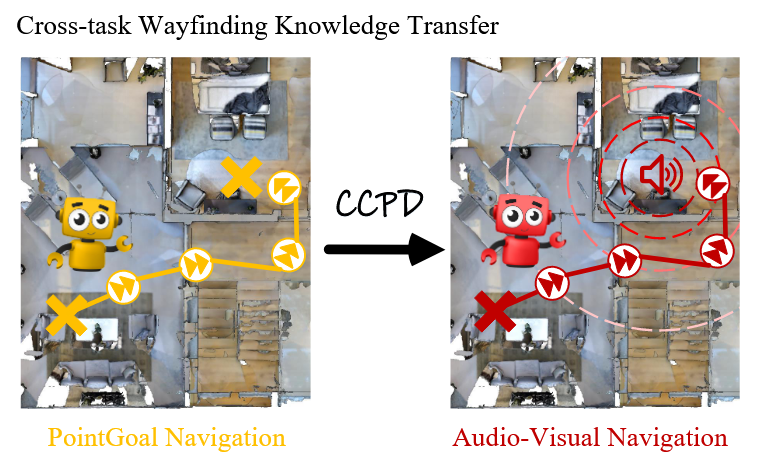 Cross-task Wayfinding Knowledge Transfer
CCPD
PointGoal Navigation
Audio-Visual Navigation